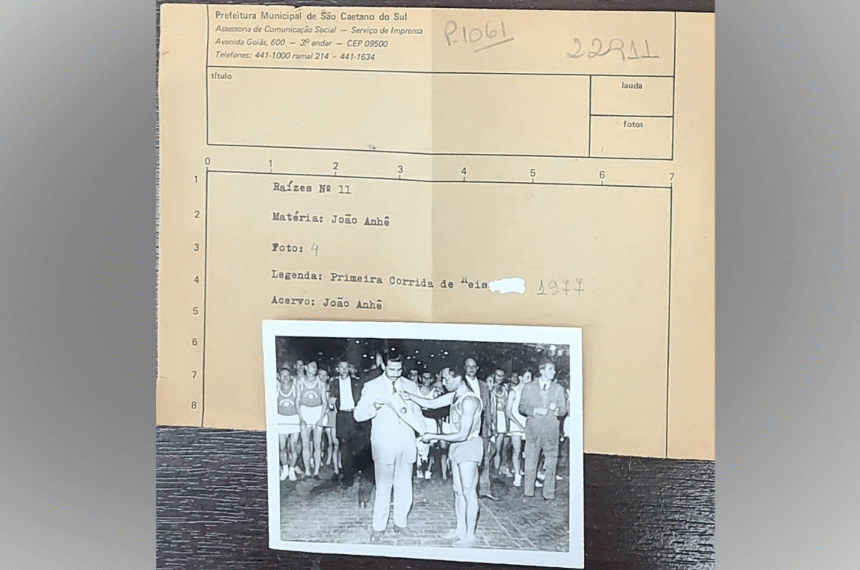 Prefeitura Municipal de São Caetano do Sul
Assessoria de Comunicação Social — Serviço de Imprensa
Avenida Goiás, 600 — 3º andar — CEP 09500
Telefones: 441-1000 ramal 214 - 441-1634
P.1061
22911
título
lauda
fotos
0 1 2 3 4 5 6 7
1
Raízes Nº 11
2
Matéria: João Anhê
3
Foto: 4
4
Legenda: Primeira Corrida de 1977
5
Acervo: João Anhê
6
7
8